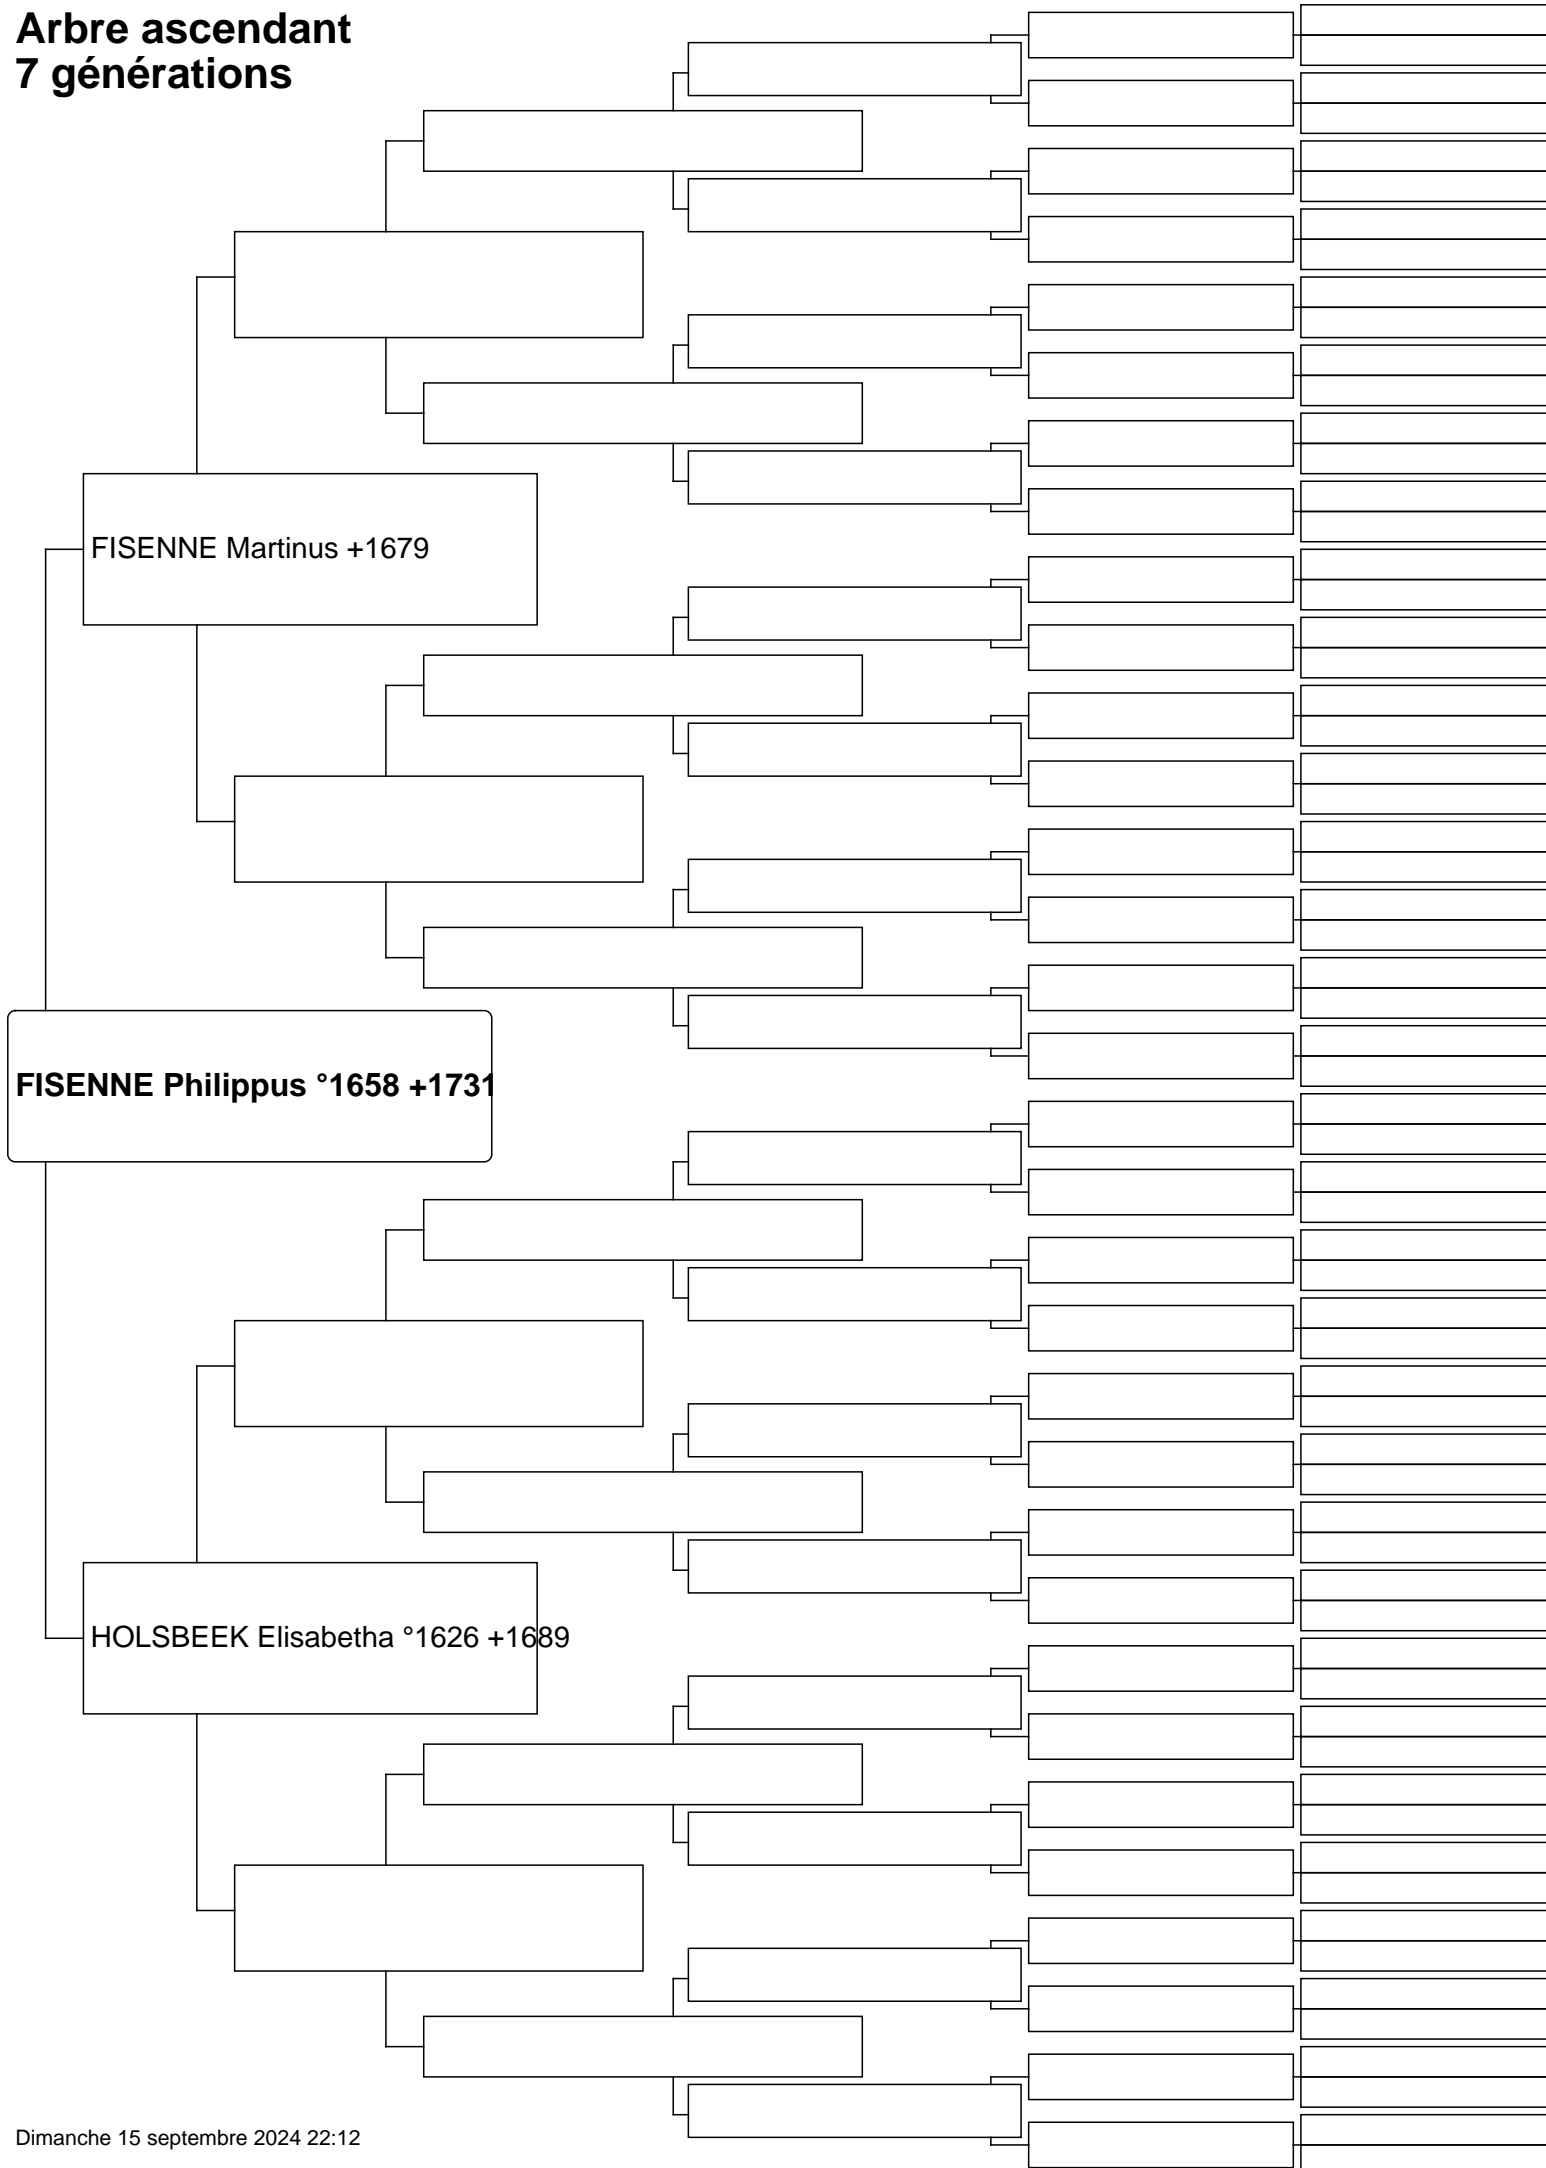 Arbre ascendant
7 générations
FISENNE Martinus +1679
FISENNE Philippus °1658 +1731
HOLSBEEK Elisabetha °1626 +1689
Dimanche 15 septembre 2024 22:12